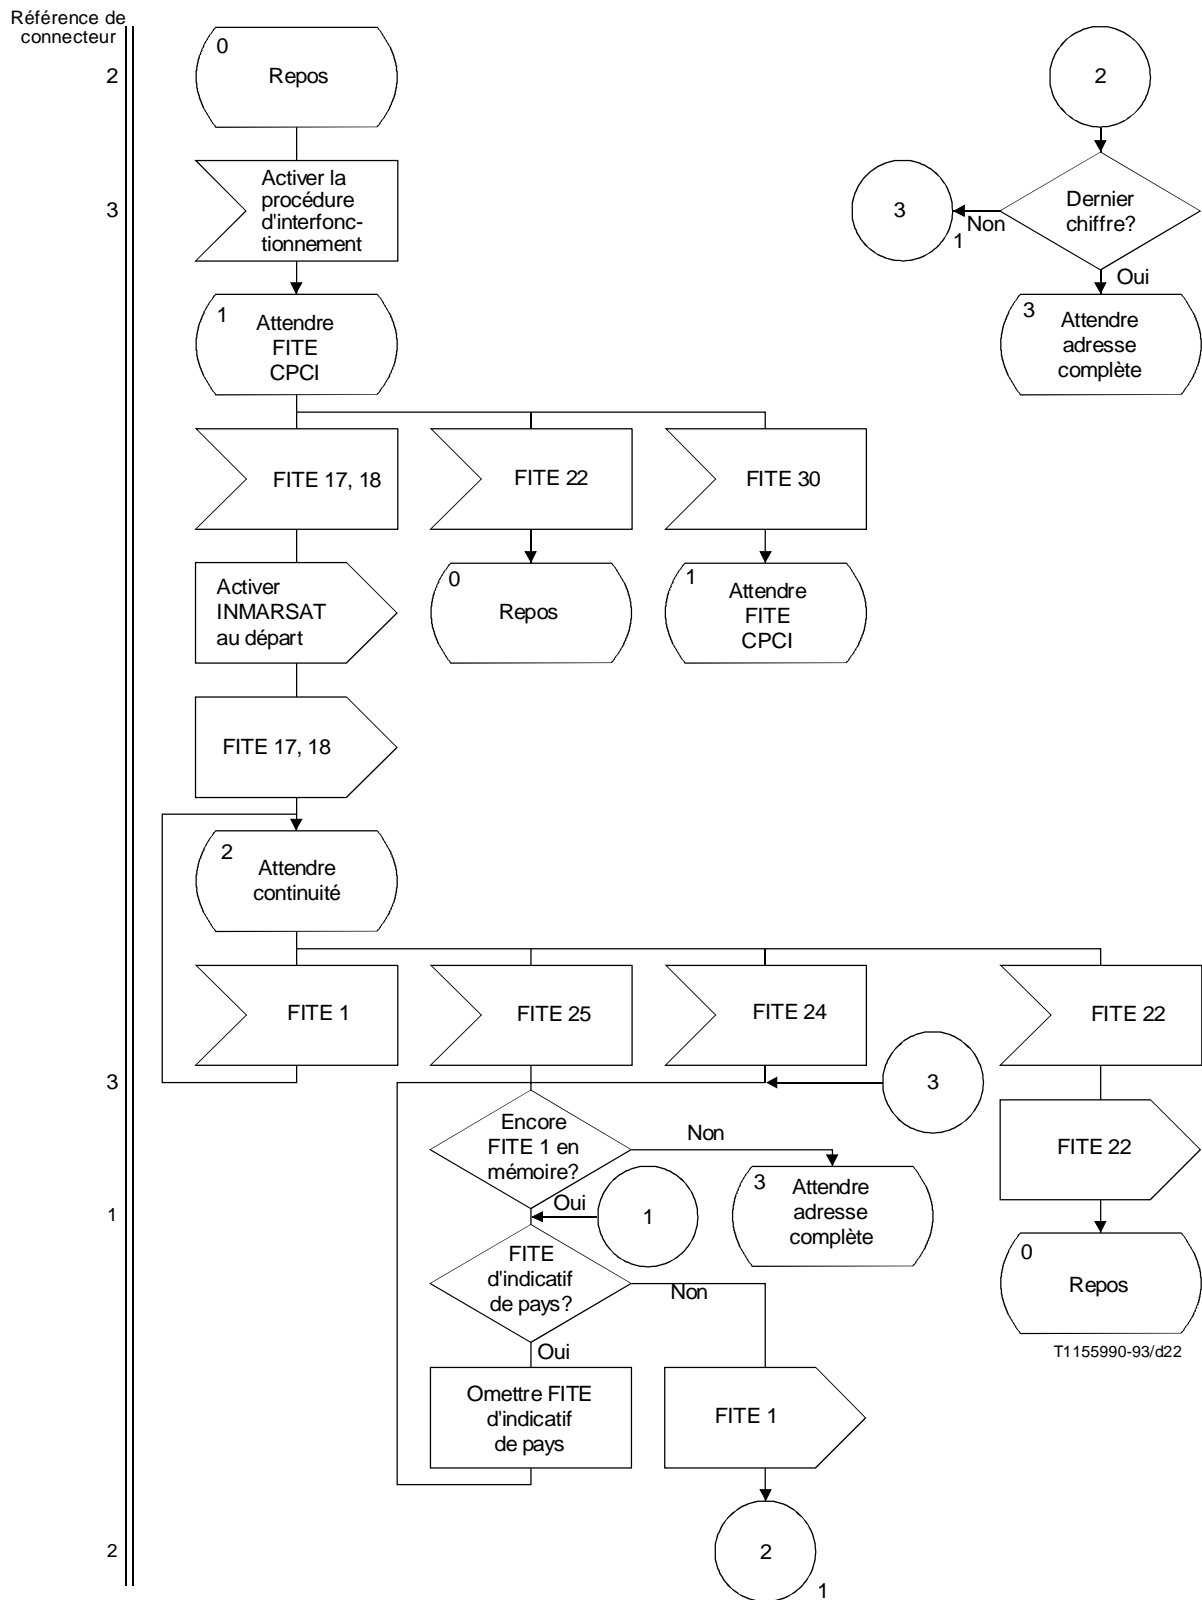 Référence de
connecteur
0
Repos
2
2
Activer la
procédure
d'interfonc-
tionnement
3
3
1
Non
Dernier
chiffre?
Oui
1
Attendre
FITE
CPCI
3
Attendre
adresse
complète
FITE 17, 18
FITE 22
FITE 30
Activer
INMARSAT
au départ
0
Repos
1
Attendre
FITE
CPCI
FITE 17, 18
2
Attendre
continuité
FITE 1
FITE 25
FITE 24
FITE 22
3
3
Encore
FITE 1 en
mémoire?
Non
FITE 22
Oui
1
1
3
Attendre
adresse
complète
FITE
d'indicatif
de pays?
Non
0
Repos
T1155990-93/d22
Oui
Omettre FITE
d'indicatif
de pays
FITE 1
2
2
1